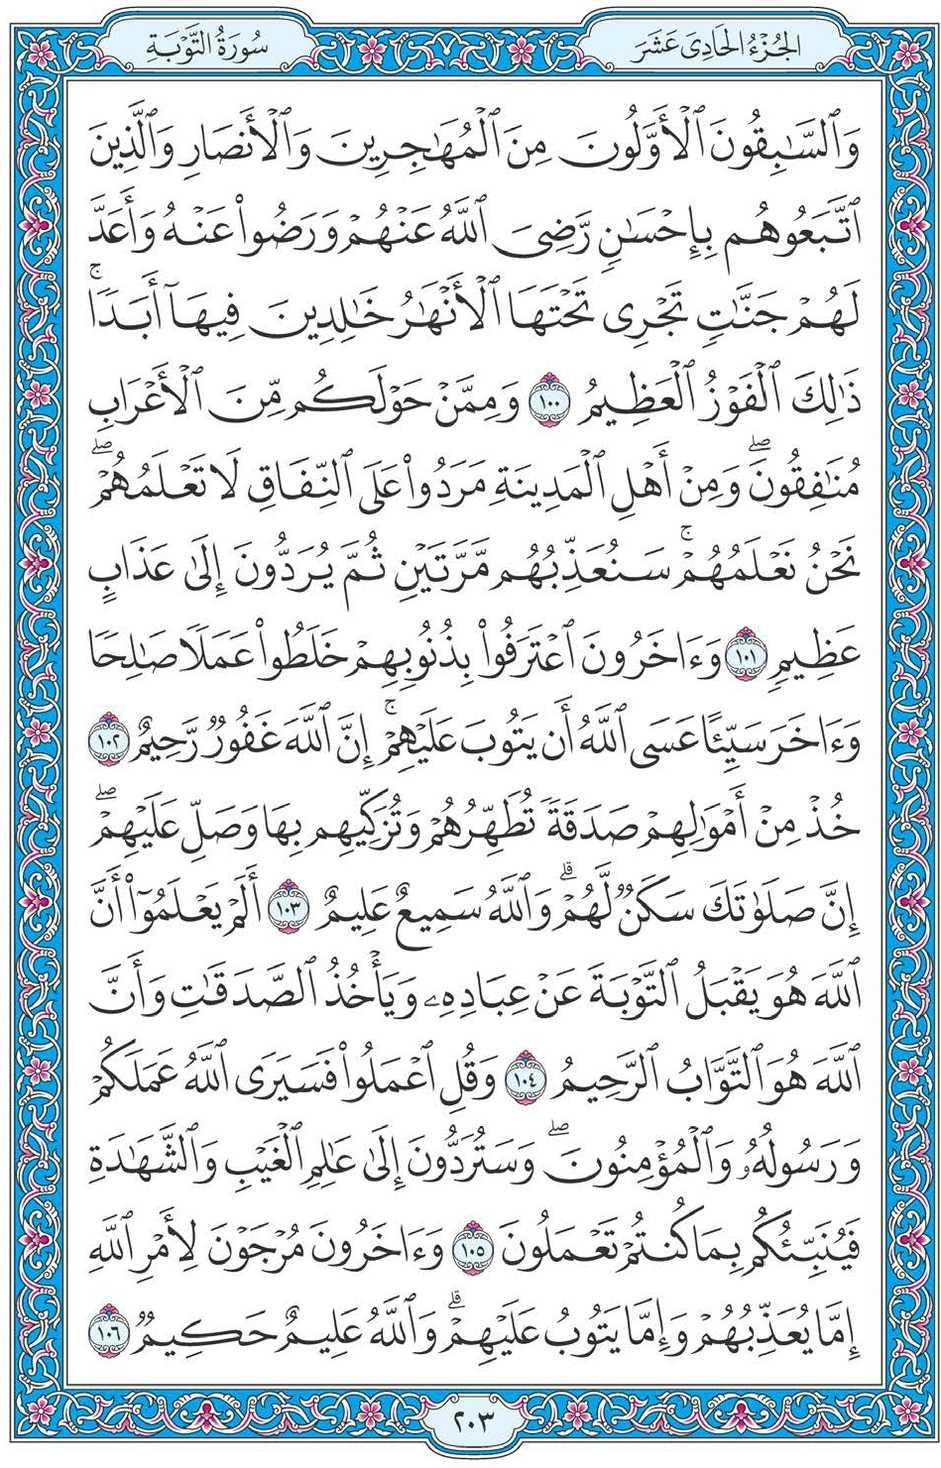 الجُزْءُ الحَادِى عَشَرَ
سُورَةُ التَّوْبَةِ
وَٱلسَّٰبِقُونَ ٱلْأَوَّلُونَ مِنَ ٱلْمُهَٰجِرِينَ وَٱلْأَنصَارِ وَٱلَّذِينَ
ٱتَّبَعُوهُم بِإِحْسَٰنٍ رَّضِىَ ٱللَّهُ عَنْهُمْ وَرَضُوا۟ عَنْهُ وَأَعَدَّ
لَهُمْ جَنَّٰتٍ تَجْرِى تَحْتَهَا ٱلْأَنْهَٰرُ خَٰلِدِينَ فِيهَآ أَبَدًا ۚ
ذَٰلِكَ ٱلْفَوْزُ ٱلْعَظِيمُ ١٠٠ وَمِمَّنْ حَوْلَكُم مِّنَ ٱلْأَعْرَابِ
مُنَٰفِقُونَ ۖ وَمِنْ أَهْلِ ٱلْمَدِينَةِ مَرَدُوا۟ عَلَى ٱلنِّفَاقِ لَا تَعْلَمُهُمْ ۖ
نَحْنُ نَعْلَمُهُمْ ۚ سَنُعَذِّبُهُم مَّرَّتَيْنِ ثُمَّ يُرَدُّونَ إِلَىٰ عَذَابٍ
عَظِيمٍ ١٠١ وَءَاخَرُونَ ٱعْتَرَفُوا۟ بِذُنُوبِهِمْ خَلَطُوا۟ عَمَلًا صَٰلِحًا
وَءَاخَرَ سَيِّئًا عَسَى ٱللَّهُ أَن يَتُوبَ عَلَيْهِمْ ۚ إِنَّ ٱللَّهَ غَفُورٌ رَّحِيمٌ ١٠٢
خُذْ مِنْ أَمْوَٰلِهِمْ صَدَقَةً تُطَهِّرُهُمْ وَتُزَكِّيهِم بِهَا وَصَلِّ عَلَيْهِمْ ۖ
إِنَّ صَلَوٰتَكَ سَكَنٌ لَّهُمْ ۗ وَٱللَّهُ سَمِيعٌ عَلِيمٌ ١٠٣ أَلَمْ يَعْلَمُوٓا۟ أَنَّ
ٱللَّهَ هُوَ يَقْبَلُ ٱلتَّوْبَةَ عَنْ عِبَادِهِۦ وَيَأْخُذُ ٱلصَّدَقَٰتِ وَأَنَّ
ٱللَّهَ هُوَ ٱلتَّوَّابُ ٱلرَّحِيمُ ١٠٤ وَقُلِ ٱعْمَلُوا۟ فَسَيَرَى ٱللَّهُ عَمَلَكُمْ
وَرَسُولُهُۥ وَٱلْمُؤْمِنُونَ ۖ وَسَتُرَدُّونَ إِلَىٰ عَٰلِمِ ٱلْغَيْبِ وَٱلشَّهَٰدَةِ
فَيُنَبِّئُكُم بِمَا كُنتُمْ تَعْمَلُونَ ١٠٥ وَءَاخَرُونَ مُرْجَوْنَ لِأَمْرِ ٱللَّهِ
إِمَّا يُعَذِّبُهُمْ وَإِمَّا يَتُوبُ عَلَيْهِمْ ۗ وَٱللَّهُ عَلِيمٌ حَكِيمٌ ١٠٦
٢٠٣